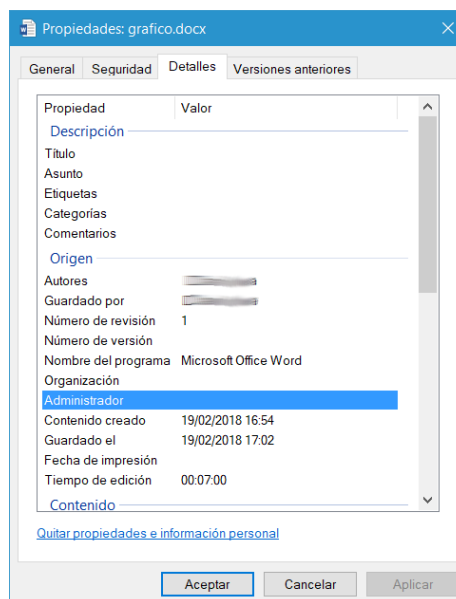 Propiedades: grafico.docx
General Seguridad Detalles Versiones anteriores
Propiedad Valor
Descripción
Título
Asunto
Etiquetas
Categorías
Comentarios
Origen
Autores
Guardado por
Número de revisión 1
Número de versión
Nombre del programa Microsoft Office Word
Organización
Administrador
Contenido creado 19/02/2018 16:54
Guardado el 19/02/2018 17:02
Fecha de impresión
Tiempo de edición 00:07:00
Contenido
Quitar propiedades e información personal
Aceptar Cancelar Aplicar